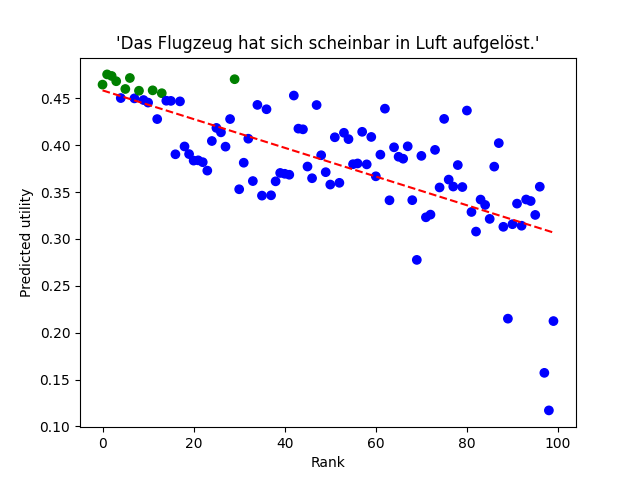 'Das Flugzeug hat sich scheinbar in Luft aufgelöst.'
0.45
0.40
0.35
0.30
0.25
0.20
0.15
0.10
Predicted utility
0 20 40 60 80 100
Rank